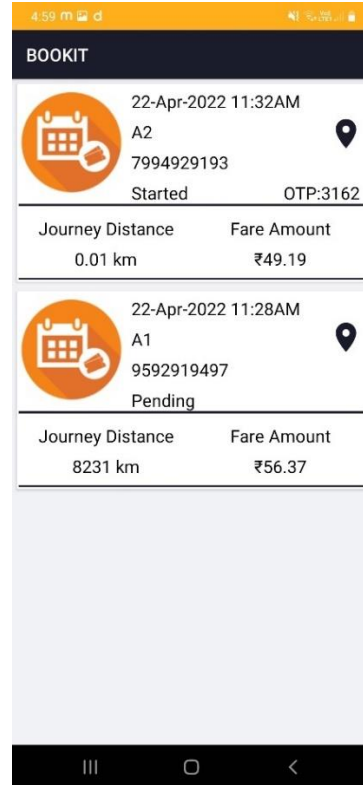 4:59 m d
BOOKIT
22-Apr-2022 11:32AM
A2
7994929193
Started OTP:3162
Journey Distance Fare Amount
0.01 km ₹49.19
22-Apr-2022 11:28AM
A1
9592919497
Pending
Journey Distance Fare Amount
8231 km ₹56.37